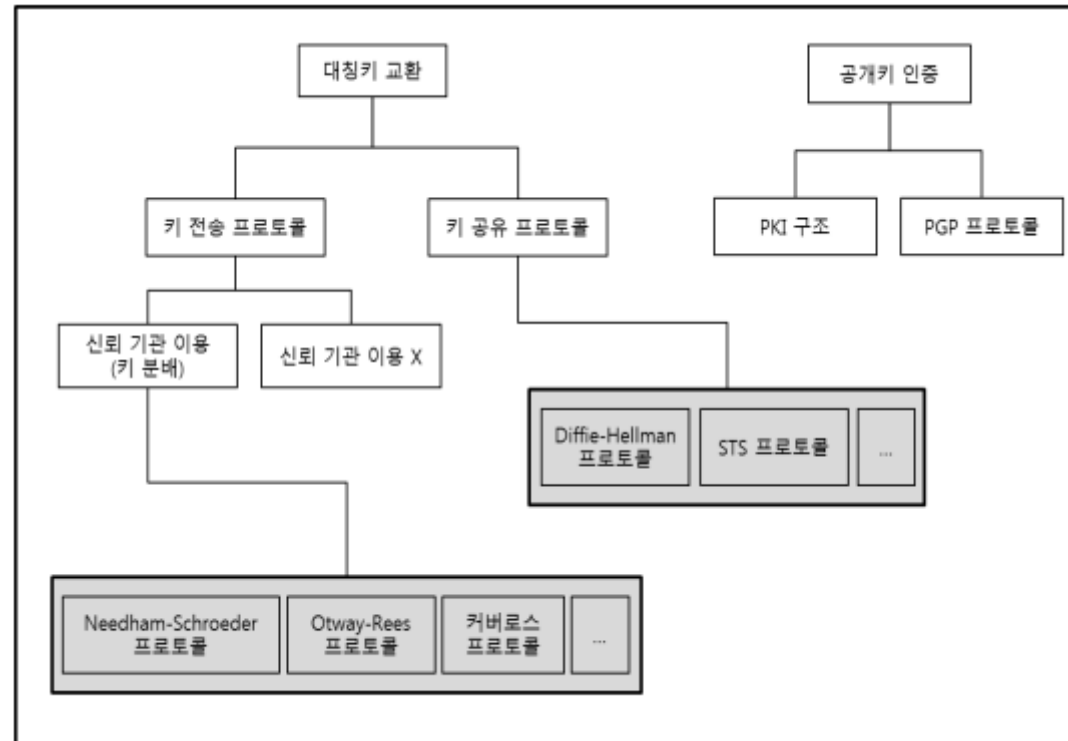 대칭키 교환
공개키 인증
키 전송 프로토콜
키 공유 프로토콜
PKI 구조
PGP 프로토콜
신뢰 기관 이용
(키 분배)
신뢰 기관 이용 X
Diffie-Hellman
프로토콜
STS 프로토콜
...
Needham-Schroeder
프로토콜
Otway-Rees
프로토콜
커버로스
프로토콜
...